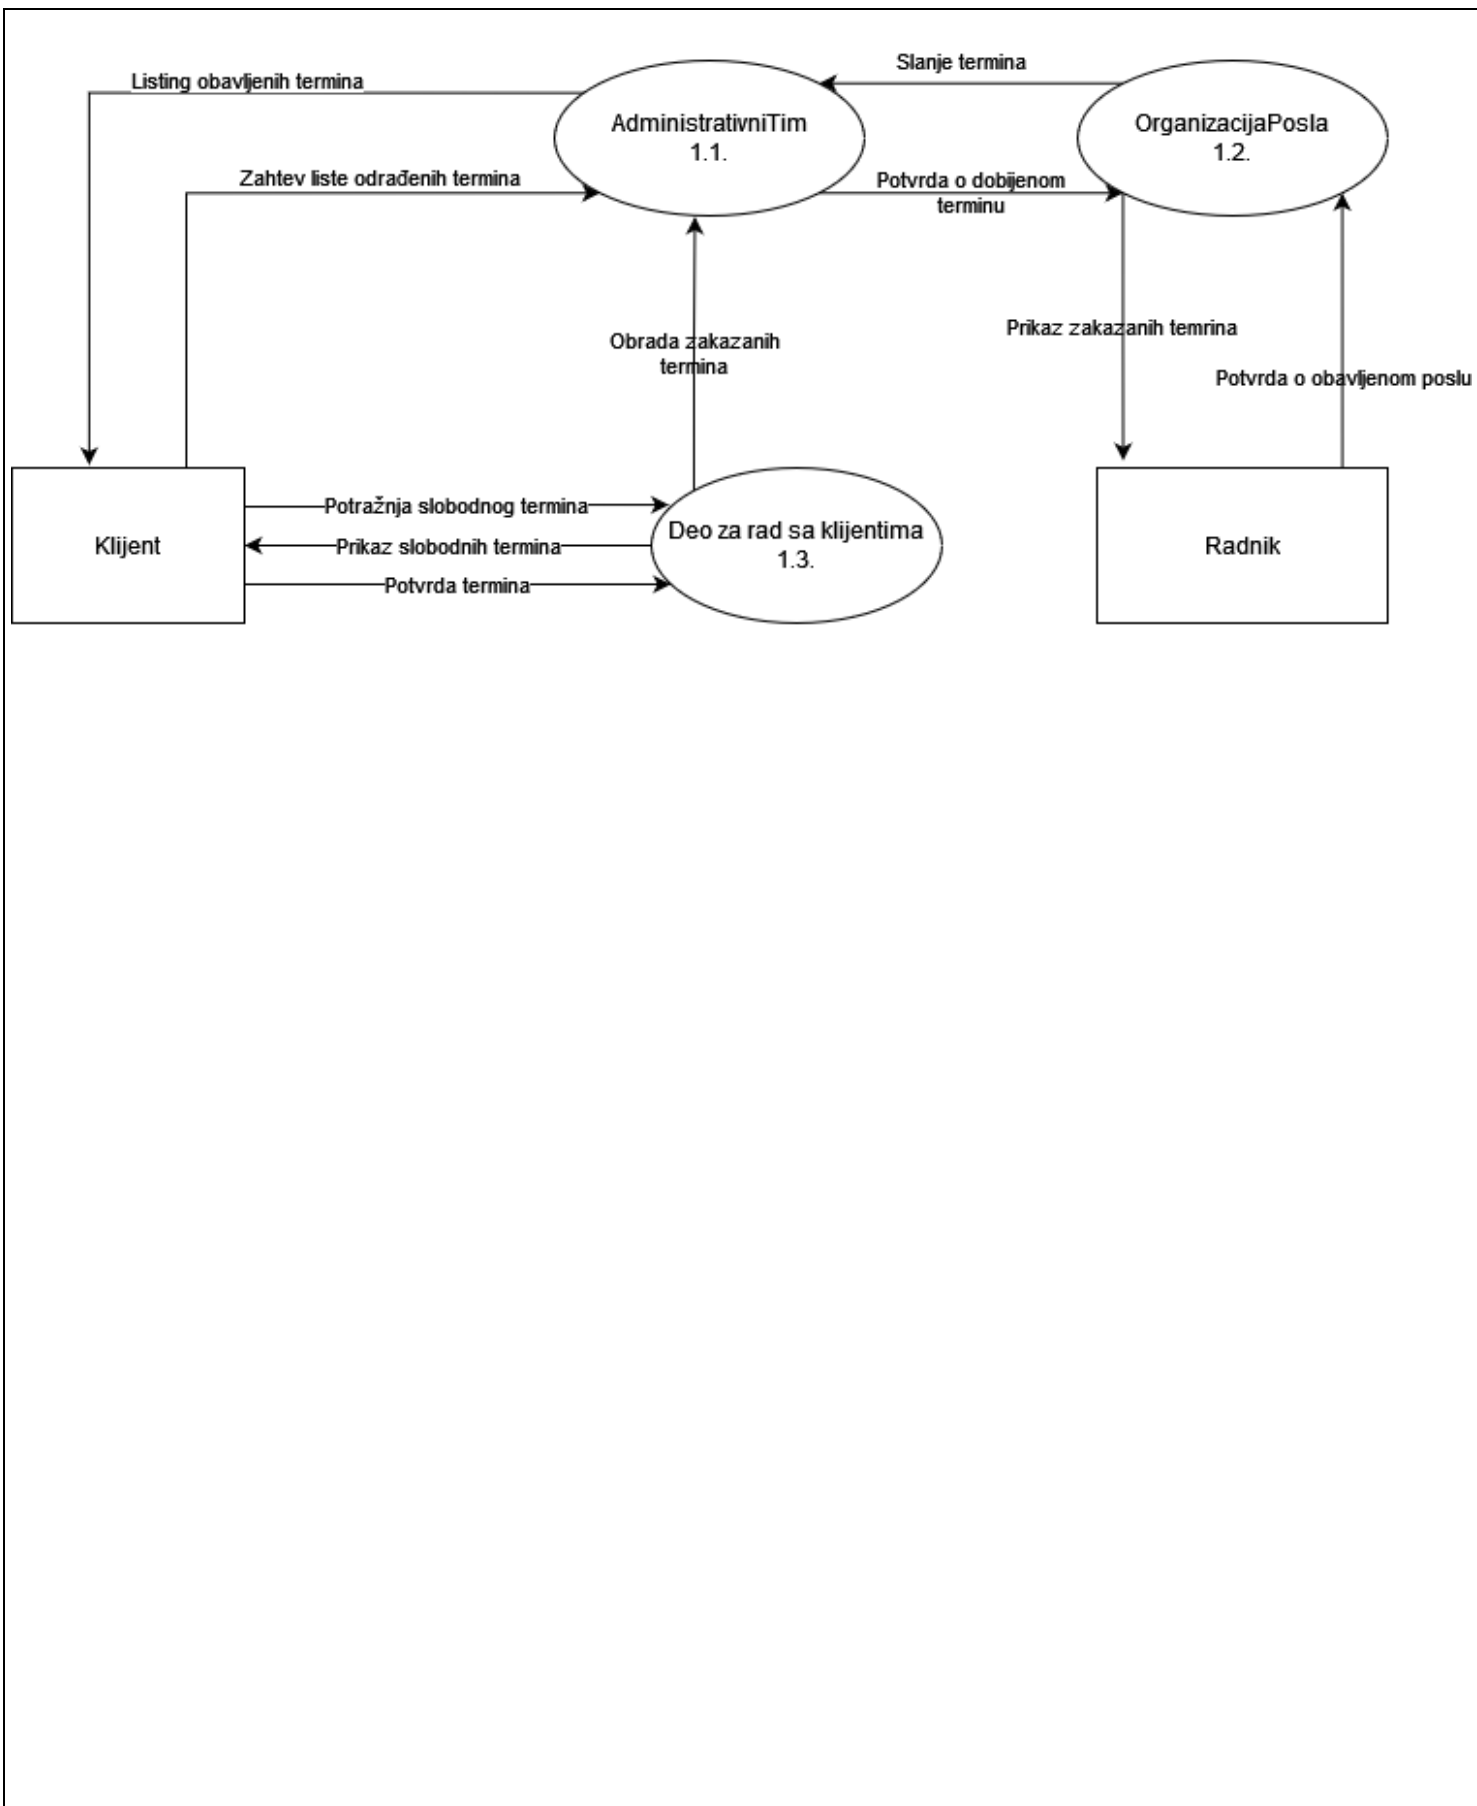 Slanje termina
Listing obavljenih termina
AdministrativniTim
1.1.
OrganizacijaPosla
1.2.
Zahtev liste odrađenih termina
Potvrda o dobijenom
terminu
Prikaz zakazanih temrina
Obrada zakazanih
termina
Potvrda o obavljenom poslu
Potražnja slobodnog termina
Klijent
Prikaz slobodnih termina
Potvrda termina
Deo za rad sa klijentima
1.3.
Radnik